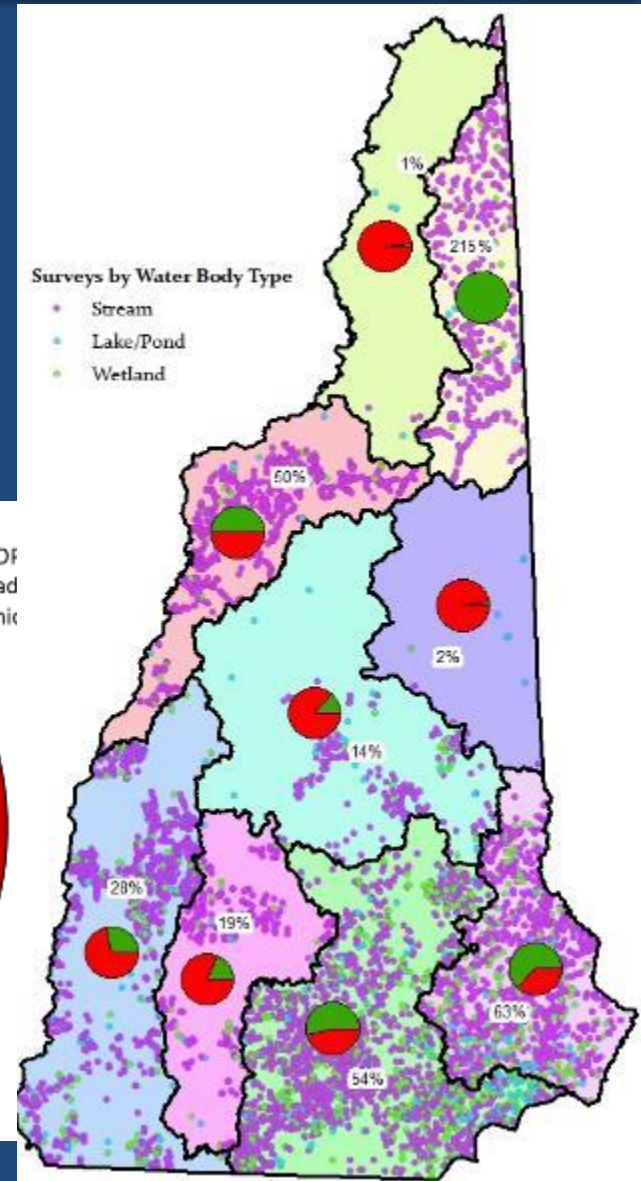 1%
215%
Surveys by Water Body Type
Stream
Lake/Pond
Wetland
50%
2%
14%
28%
19%
63%
54%